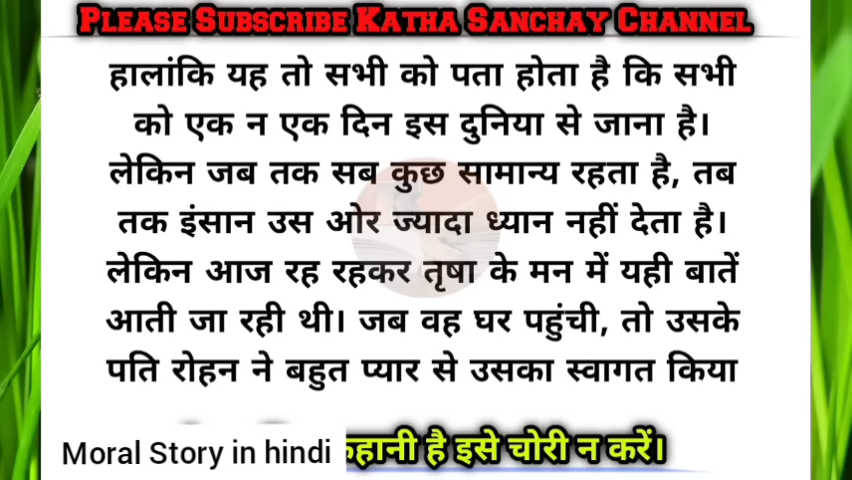 PLEASE SUBSCRIBE KATHA SANCHAY CHANNEL
हालांकि यह तो सभी को पता होता है कि सभी
को एक न एक दिन इस दुनिया से जाना है।
लेकिन जब तक सब कुछ सामान्य रहता है, तब
तक इंसान उस ओर ज्यादा ध्यान नहीं देता है।
लेकिन आज रह रहकर तृषा के मन में यही बातें
आती जा रही थी। जब वह घर पहुंची, तो उसके
पति रोहन ने बहुत प्यार से उसका स्वागत किया
Moral Story in hindi
है इसे चोरी न करें।